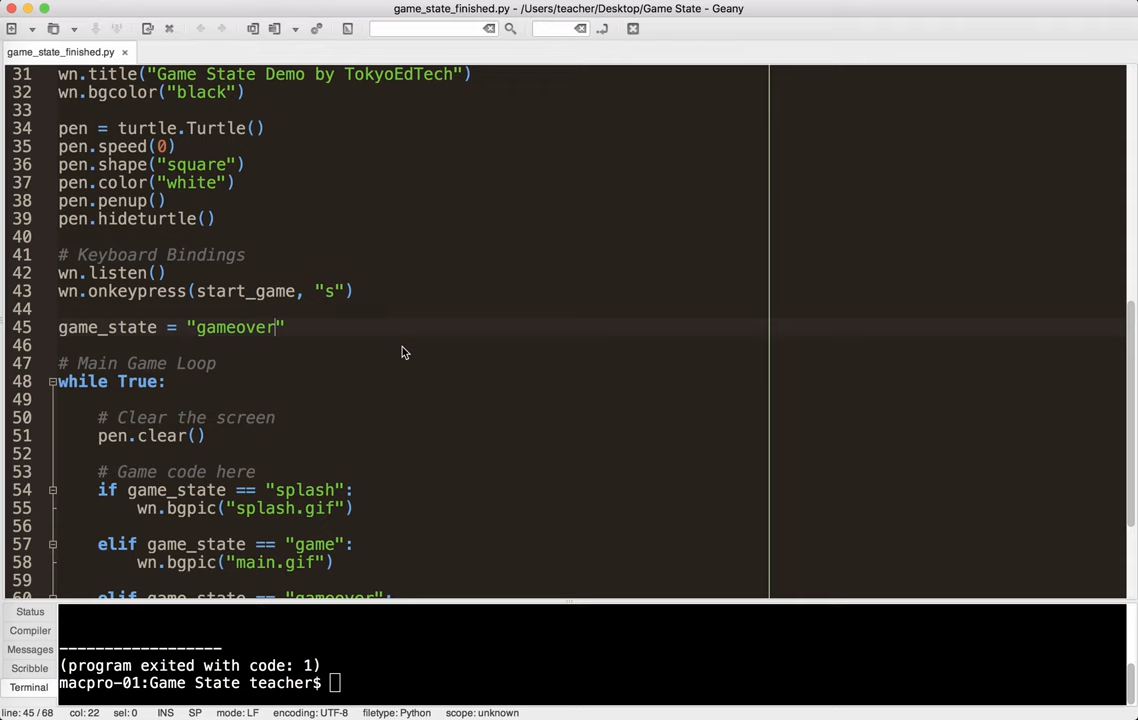 game_state_finished.py - /Users/teacher/Desktop/Game State - Geany
game_state_finished.py ×
31 wn.title("Game State Demo by TokyoEdTech")
32 wn.bgcolor("black")
33
34 pen = turtle.Turtle()
35 pen.speed(0)
36 pen.shape("square")
37 pen.color("white")
38 pen.penup()
39 pen.hideturtle()
40
41 # Keyboard Bindings
42 wn.listen()
43 wn.onkeypress(start_game, "s")
44
45 game_state = "gameover"
46
47 # Main Game Loop
48 while True:
49
50 # Clear the screen
51 pen.clear()
52
53 # Game code here
54 if game_state == "splash":
55 wn.bgpic("splash.gif")
56
57 elif game_state == "game":
58 wn.bgpic("main.gif")
59
60 elif game_state == "gameover":
Status
Compiler
Messages
Scribble
Terminal
------------------
(program exited with code: 1)
macpro-01:Game State teacher$
line: 45 / 68 col: 22 sel: 0 INS SP mode: LF encoding: UTF-8 filetype: Python scope: unknown